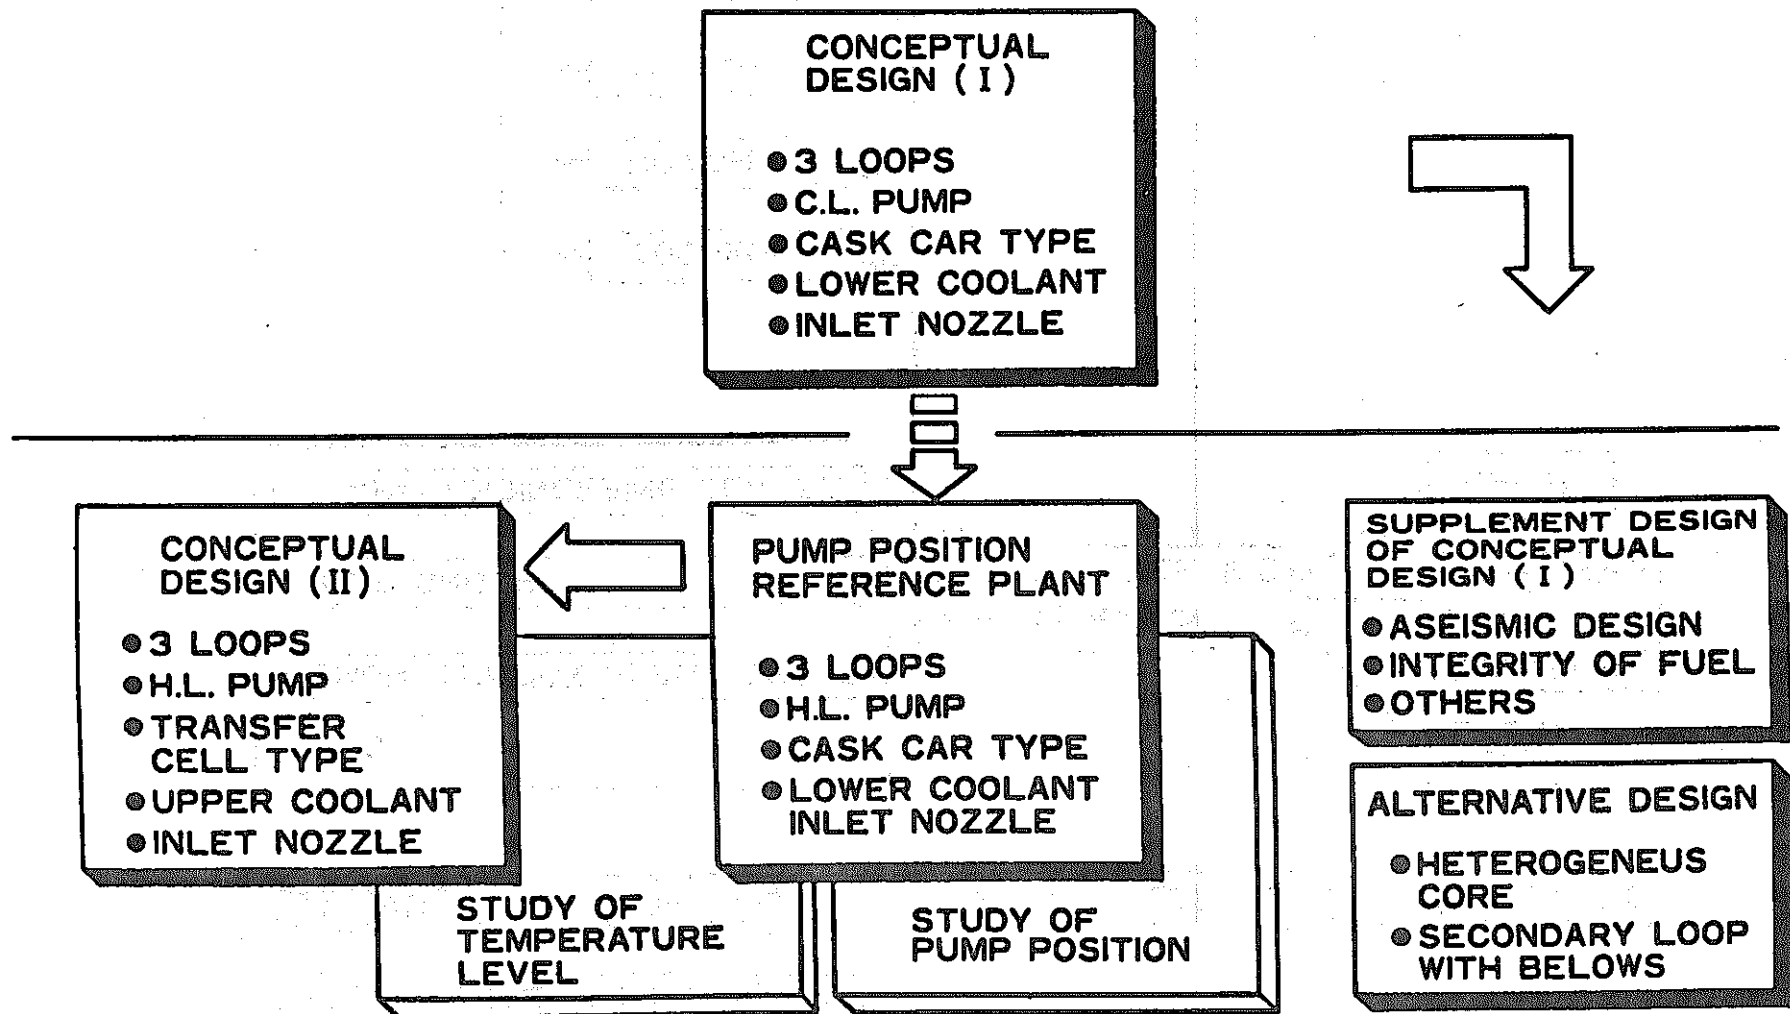 CONCEPTUAL
DESIGN ( I )
● 3 LOOPS
● C.L. PUMP
● CASK CAR TYPE
● LOWER COOLANT
● INLET NOZZLE
CONCEPTUAL
DESIGN (II)
● 3 LOOPS
● H.L. PUMP
● TRANSFER
CELL TYPE
● UPPER COOLANT
● INLET NOZZLE
PUMP POSITION
REFERENCE PLANT
● 3 LOOPS
● H.L. PUMP
● CASK CAR TYPE
● LOWER COOLANT
INLET NOZZLE
STUDY OF
TEMPERATURE
LEVEL
STUDY OF
PUMP POSITION
SUPPLEMENT DESIGN
OF CONCEPTUAL
DESIGN ( I )
● ASEISMIC DESIGN
● INTEGRITY OF FUEL
● OTHERS
ALTERNATIVE DESIGN
● HETEROGENEUS
CORE
● SECONDARY LOOP
WITH BELOWS